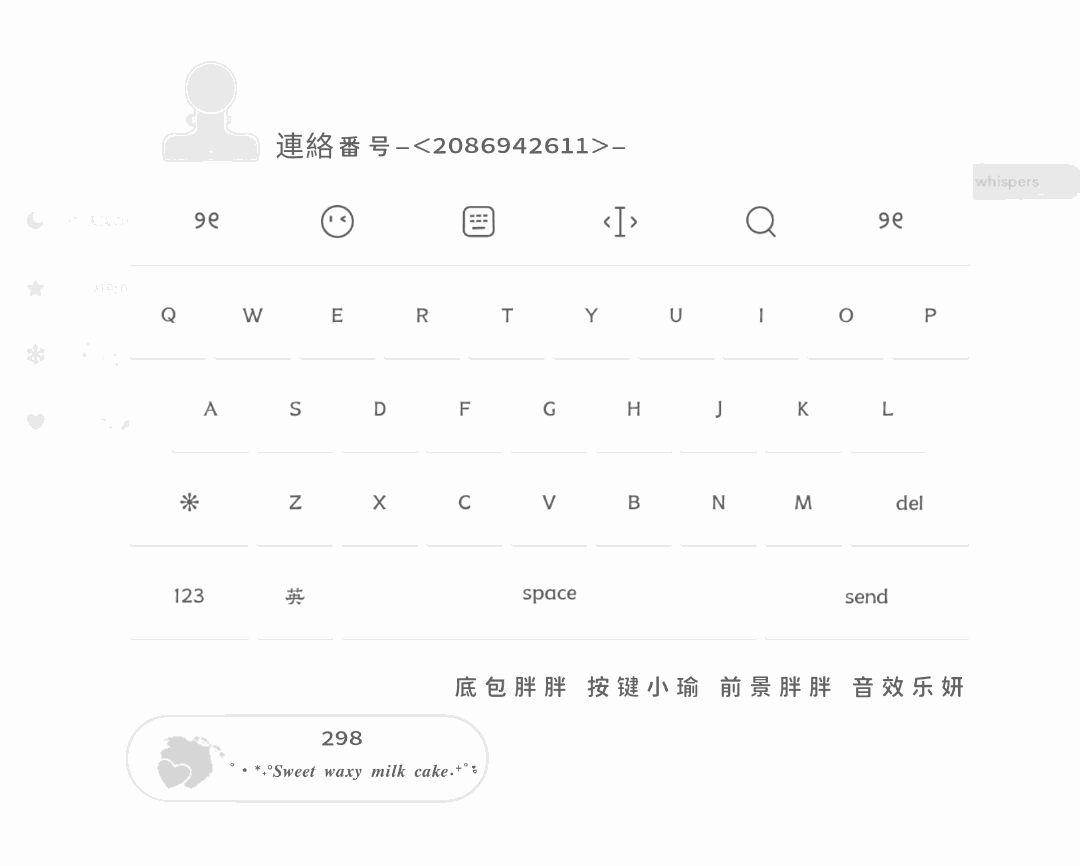 連絡番号–<2086942611>–
whispers
୨୧ ୨୧
Q W E R T Y U I O P
A S D F G H J K L
Z X C V B N M del
123 英 space send
底包胖胖 按键小瑜 前景胖胖 音效乐妍
298
°・*˖°Sweet waxy milk cake.⁺°